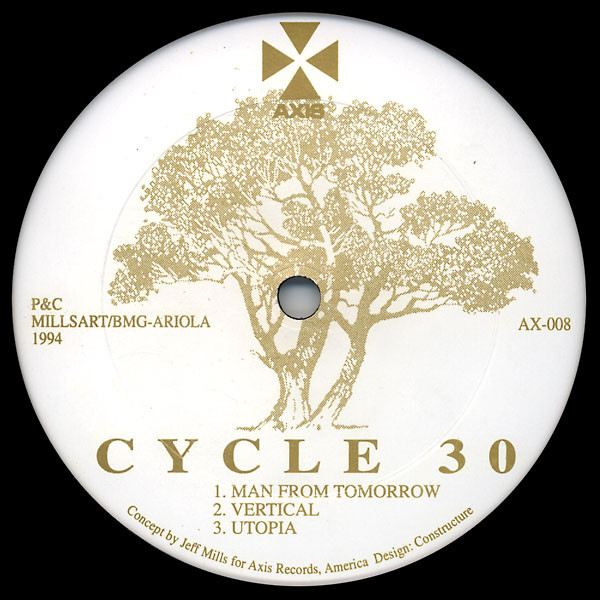 AXIS
P&C
MILLSART/BMG-ARIOLA
1994
AX-008
CYCLE 30
1. MAN FROM TOMORROW
2. VERTICAL
3. UTOPIA
Concept by Jeff Mills for Axis Records, America Design: Constructure